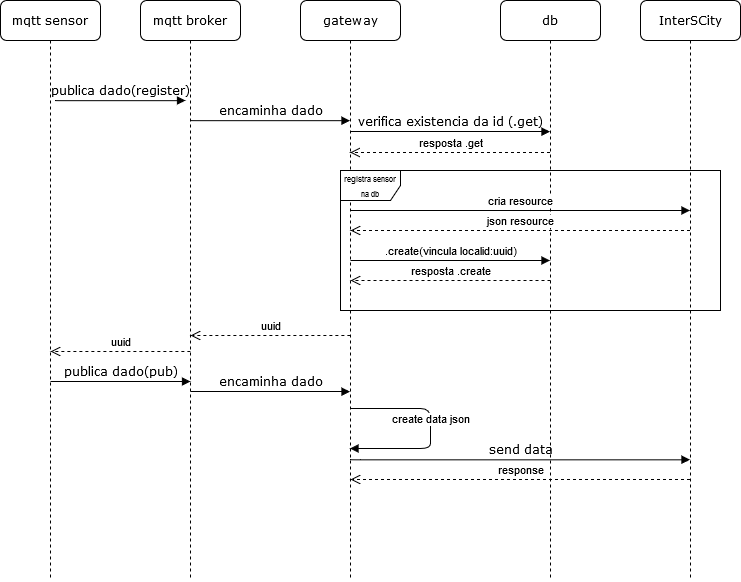 mqtt sensor
mqtt broker
gateway
db
InterSCity
publica dado(register)
encaminha dado
verifica existencia da id (.get)
resposta .get
registra sensor
na db
cria resource
json resource
.create(vincula localid:uuid)
resposta .create
uuid
uuid
publica dado(pub)
encaminha dado
create data json
send data
response